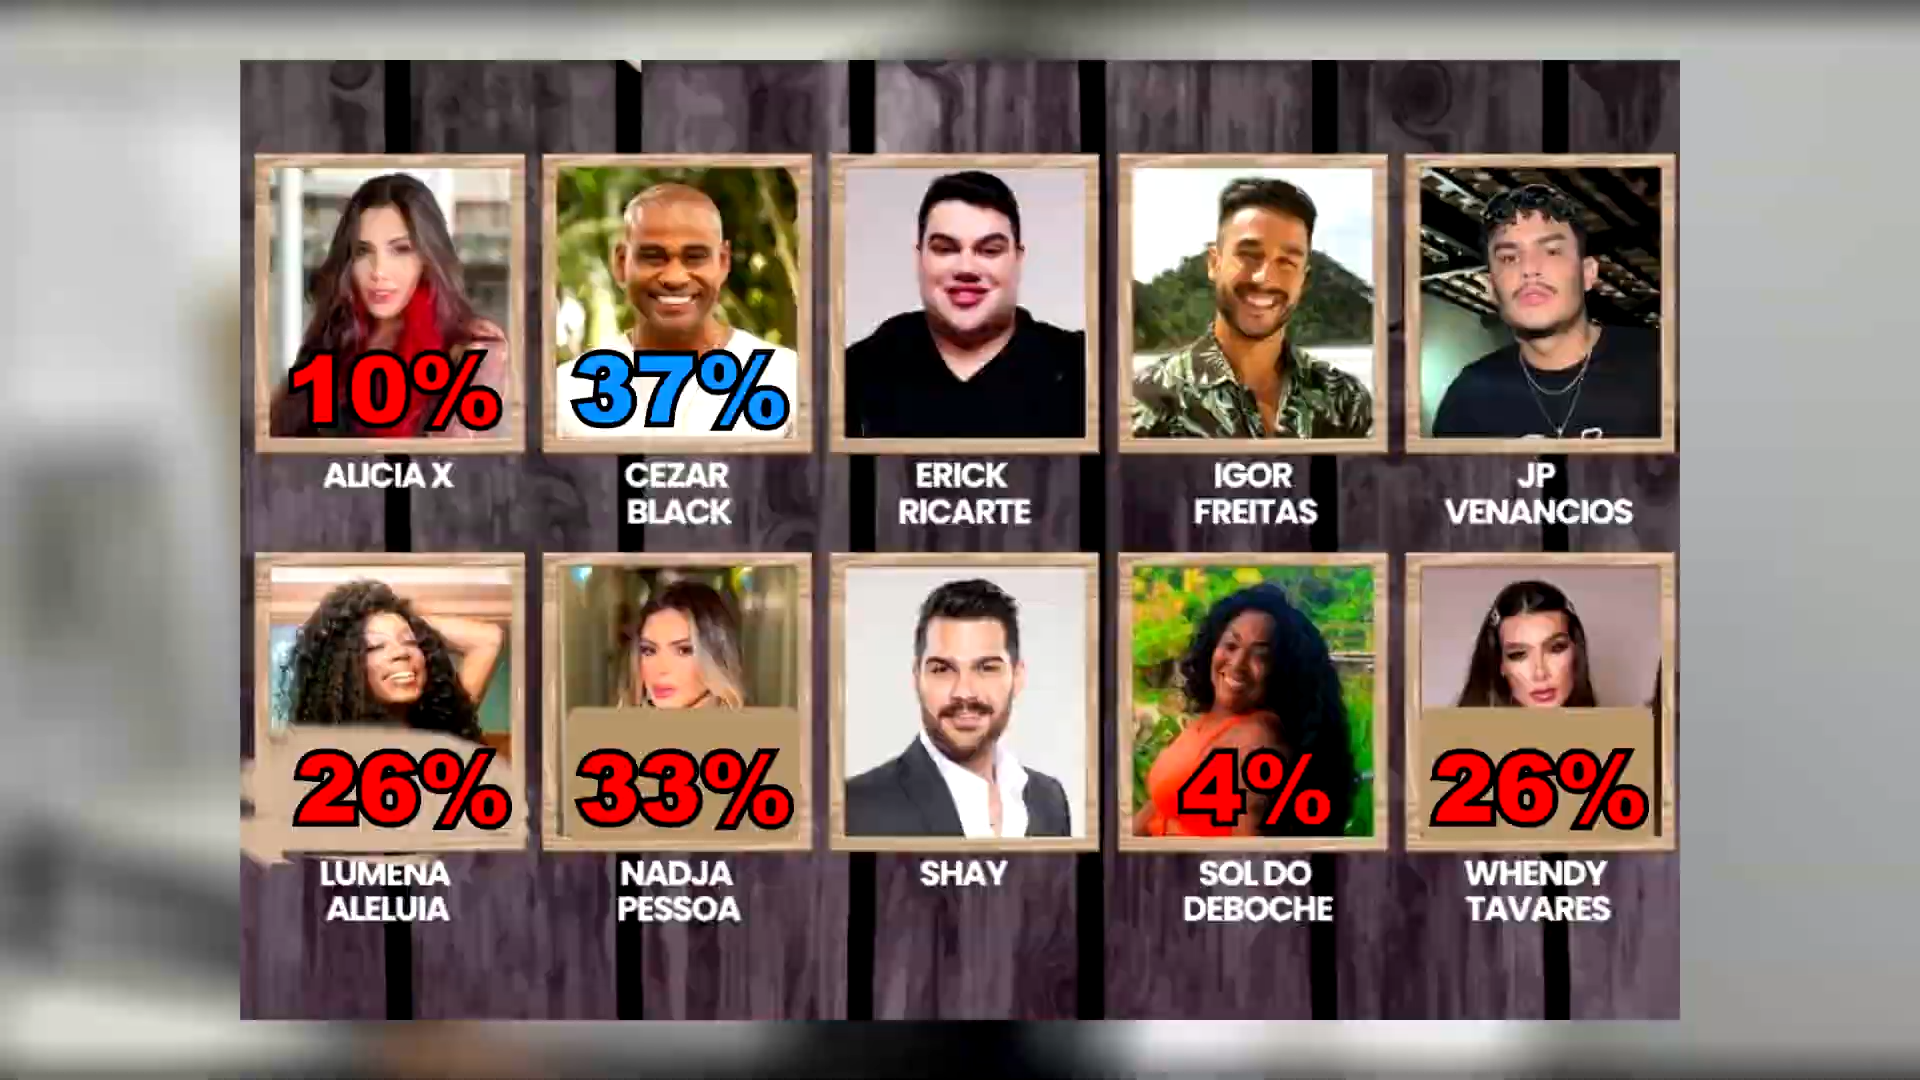 10%
37%
ALICIA X
CEZAR
BLACK
ERICK
RICARTE
IGOR
FREITAS
JP
VENANCIOS
26%
33%
4%
26%
LUMENA
ALELUIA
NADJA
PESSOA
SHAY
SOL DO
DEBOCHE
WHENDY
TAVARES